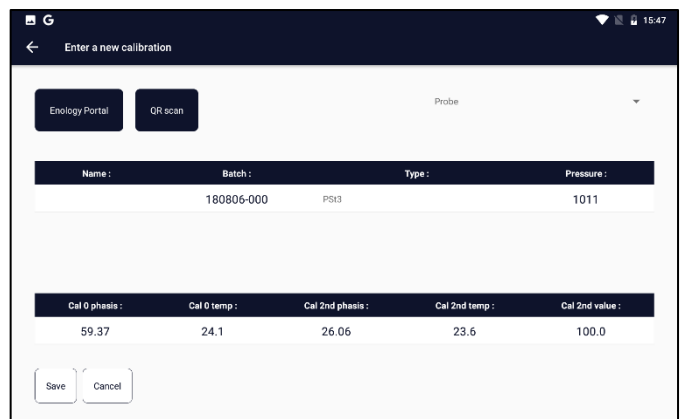 G 15:47
Enter a new calibration
Enology Portal QR scan Probe
Name : Batch : Type : Pressure :
180806-000 PSt3 1011
Cal 0 phasis : Cal 0 temp : Cal 2nd phasis : Cal 2nd temp : Cal 2nd value :
59.37 24.1 26.06 23.6 100.0
Save Cancel